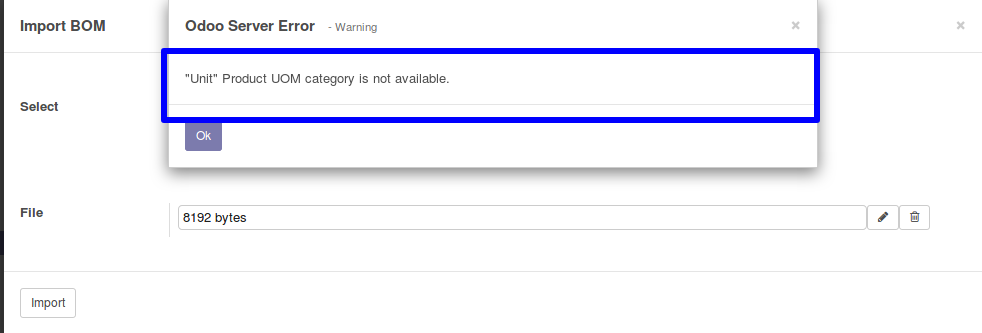 Import BOM
Odoo Server Error - Warning
"Unit" Product UOM category is not available.
Select
Ok
File
8192 bytes
Import